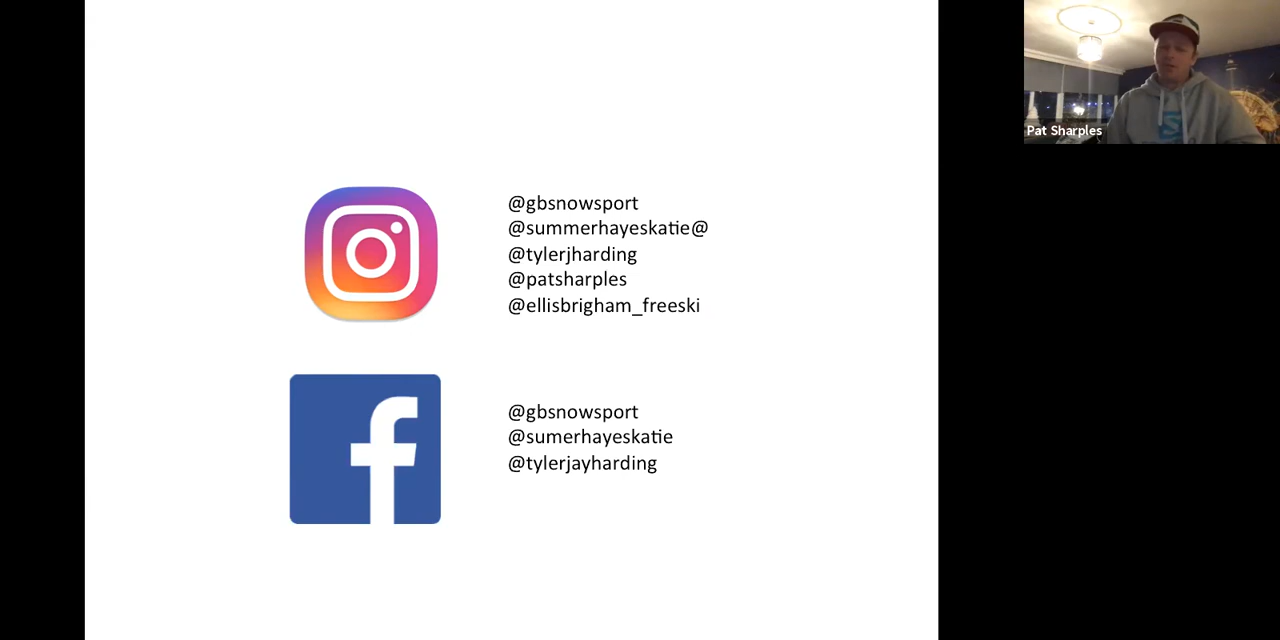 Pat Sharples
@gbsnowsport
@summerhayeskatie@
@tylerjharding
@patsharples
@ellisbrigham_freeski
@gbsnowsport
@sumerhayeskatie
@tylerjayharding